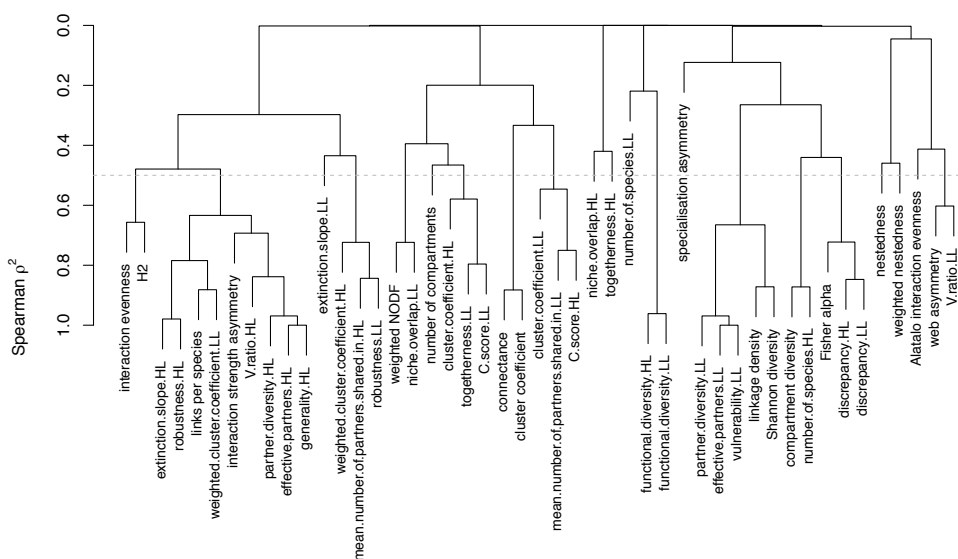 0.0
0.2
0.4
0.6
0.8
1.0
Spearman ρ²
interaction evenness
H2
extinction.slope.HL
robustness.HL
links per species
weighted.cluster.coefficient.LL
interaction strength asymmetry
V.ratio.HL
partner.diversity.HL
effective.partners.HL
generality.HL
extinction.slope.LL
weighted.cluster.coefficient.HL
mean.number.of.partners.shared.in.HL
robustness.LL
weighted NODF
niche.overlap.LL
number of compartments
cluster.coefficient.HL
togetherness.LL
C.score.LL
connectance
cluster coefficient
cluster.coefficient.LL
mean.number.of.partners.shared.in.LL
C.score.HL
niche.overlap.HL
togetherness.HL
number.of.species.LL
functional.diversity.HL
functional.diversity.LL
specialisation asymmetry
partner.diversity.LL
effective.partners.LL
vulnerability.LL
linkage density
Shannon diversity
compartment diversity
number.of.species.HL
Fisher alpha
discrepancy.HL
discrepancy.LL
nestedness
weighted nestedness
Alatalo interaction evenness
web asymmetry
V.ratio.LL